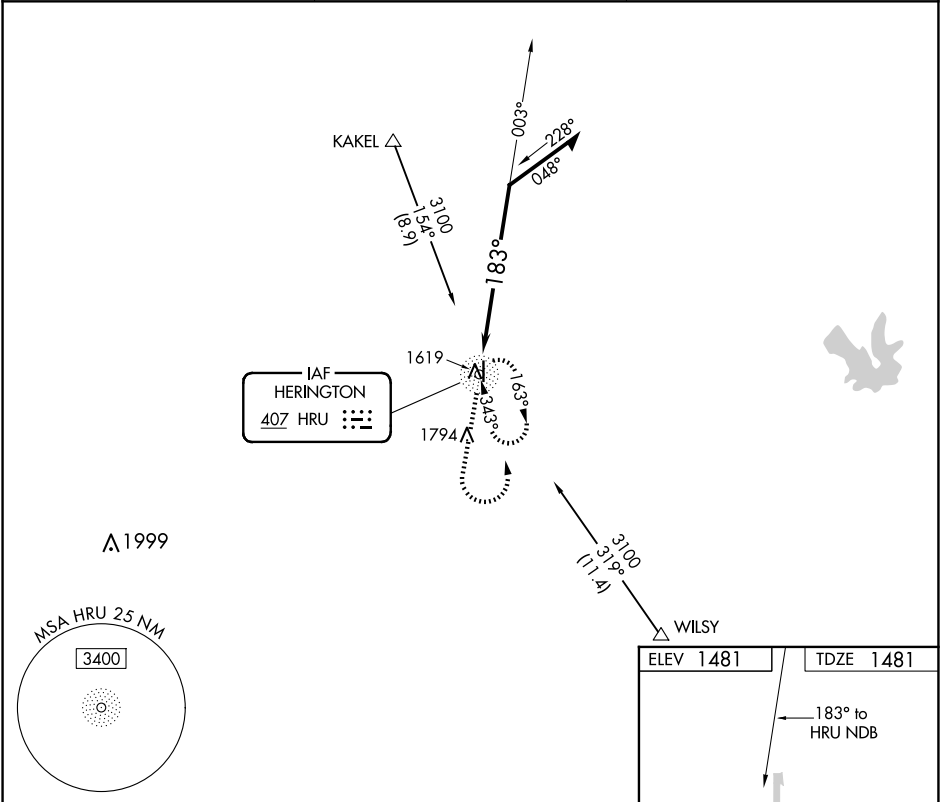 003°
228°
048°
KAKEL
3100
154°
(8.9)
183°
1619
IAF
HERINGTON
407 HRU
163°
343°
1794
1999
3100
319°
(11.4)
WILSY
MSA HRU 25 NM
3400
ELEV 1481
TDZE 1481
183° to
HRU NDB